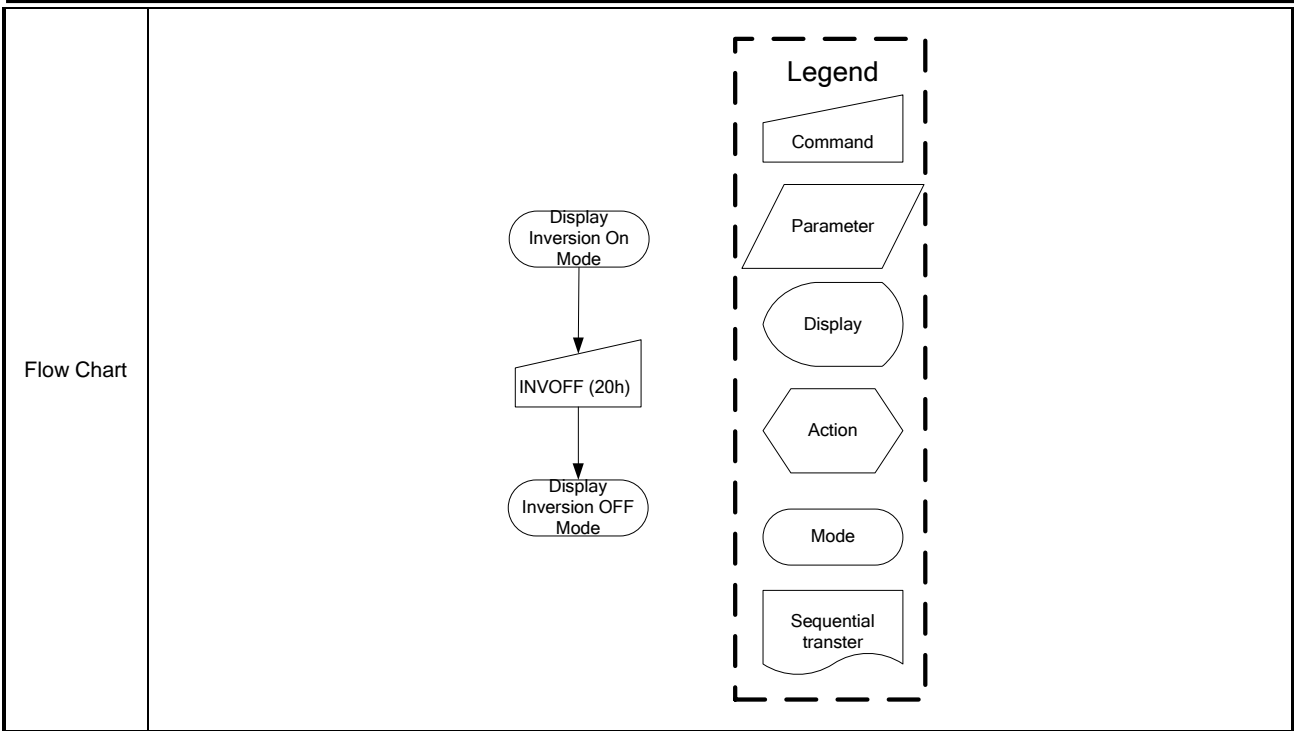 Flow Chart
Display
Inversion On
Mode
INVOFF (20h)
Display
Inversion OFF
Mode
Legend
Command
Parameter
Display
Action
Mode
Sequential
transter